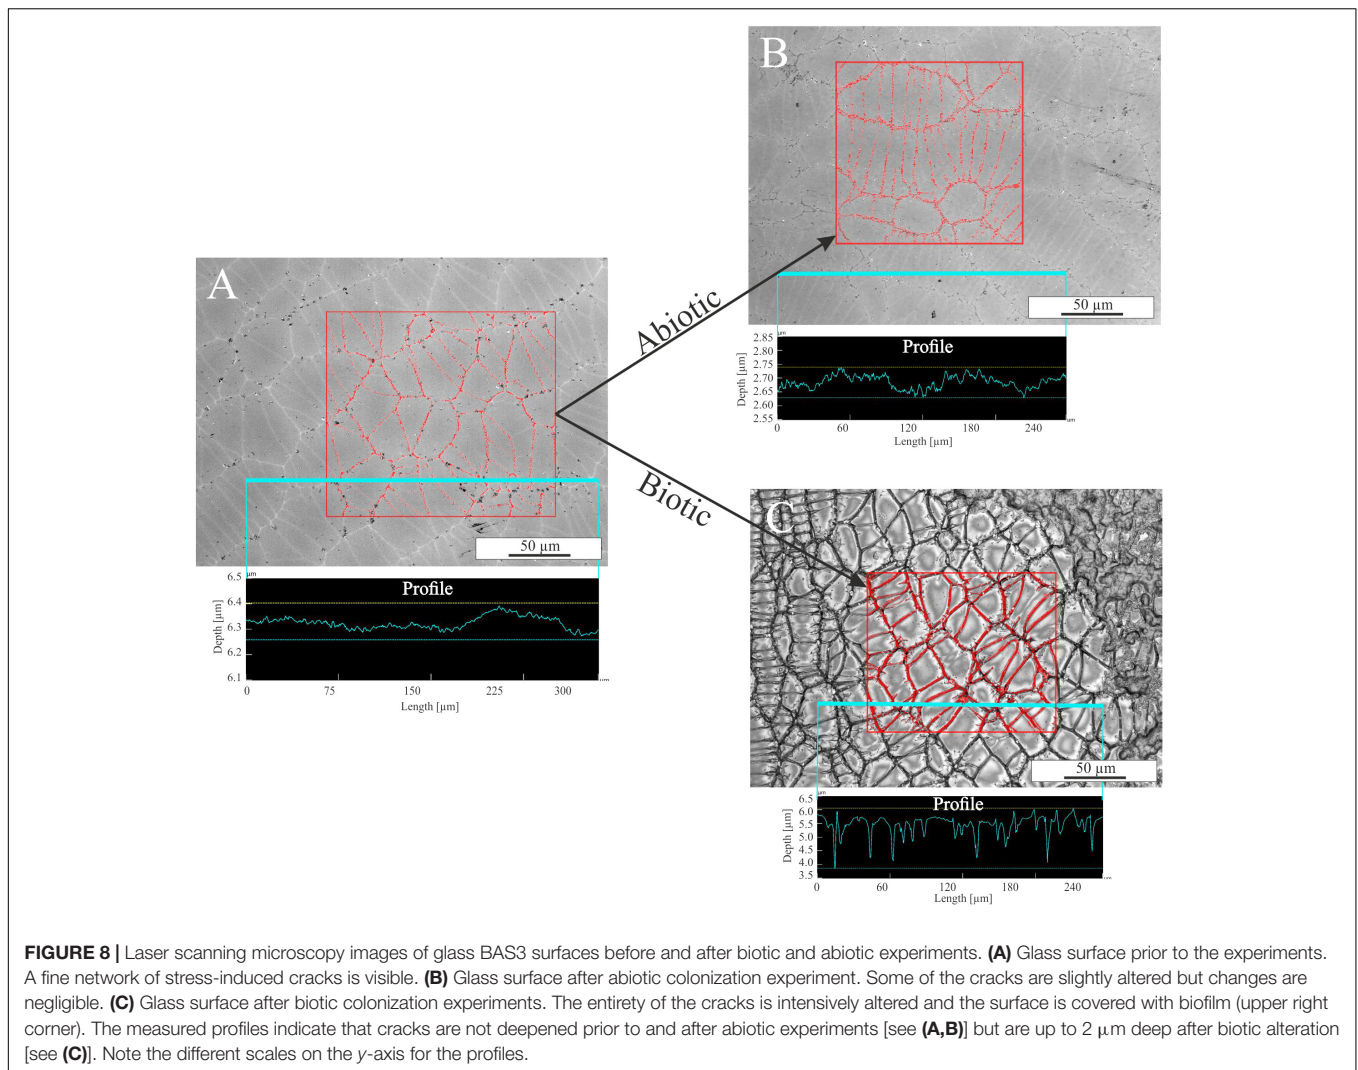 A
50 µm
µm
Profile
Depth [µm]
6.5
6.4
6.3
6.2
6.1
0 75 150 225 300
Length [µm]
Abiotic
Biotic
B
50 µm
µm
Profile
Depth [µm]
2.85
2.80
2.75
2.70
2.65
2.60
2.55
µm
0 60 120 180 240
Length [µm]
C
50 µm
µm
Profile
Depth [µm]
6.5
6.0
5.5
5.0
4.5
4.0
3.5
0 60 120 180 240
Length [µm]
FIGURE 8 | Laser scanning microscopy images of glass BAS3 surfaces before and after biotic and abiotic experiments. (A) Glass surface prior to the experiments.
A fine network of stress-induced cracks is visible. (B) Glass surface after abiotic colonization experiment. Some of the cracks are slightly altered but changes are
negligible. (C) Glass surface after biotic colonization experiments. The entirety of the cracks is intensively altered and the surface is covered with biofilm (upper right
corner). The measured profiles indicate that cracks are not deepened prior to and after abiotic experiments [see (A,B)] but are up to 2 μm deep after biotic alteration
[see (C)]. Note the different scales on the y-axis for the profiles.